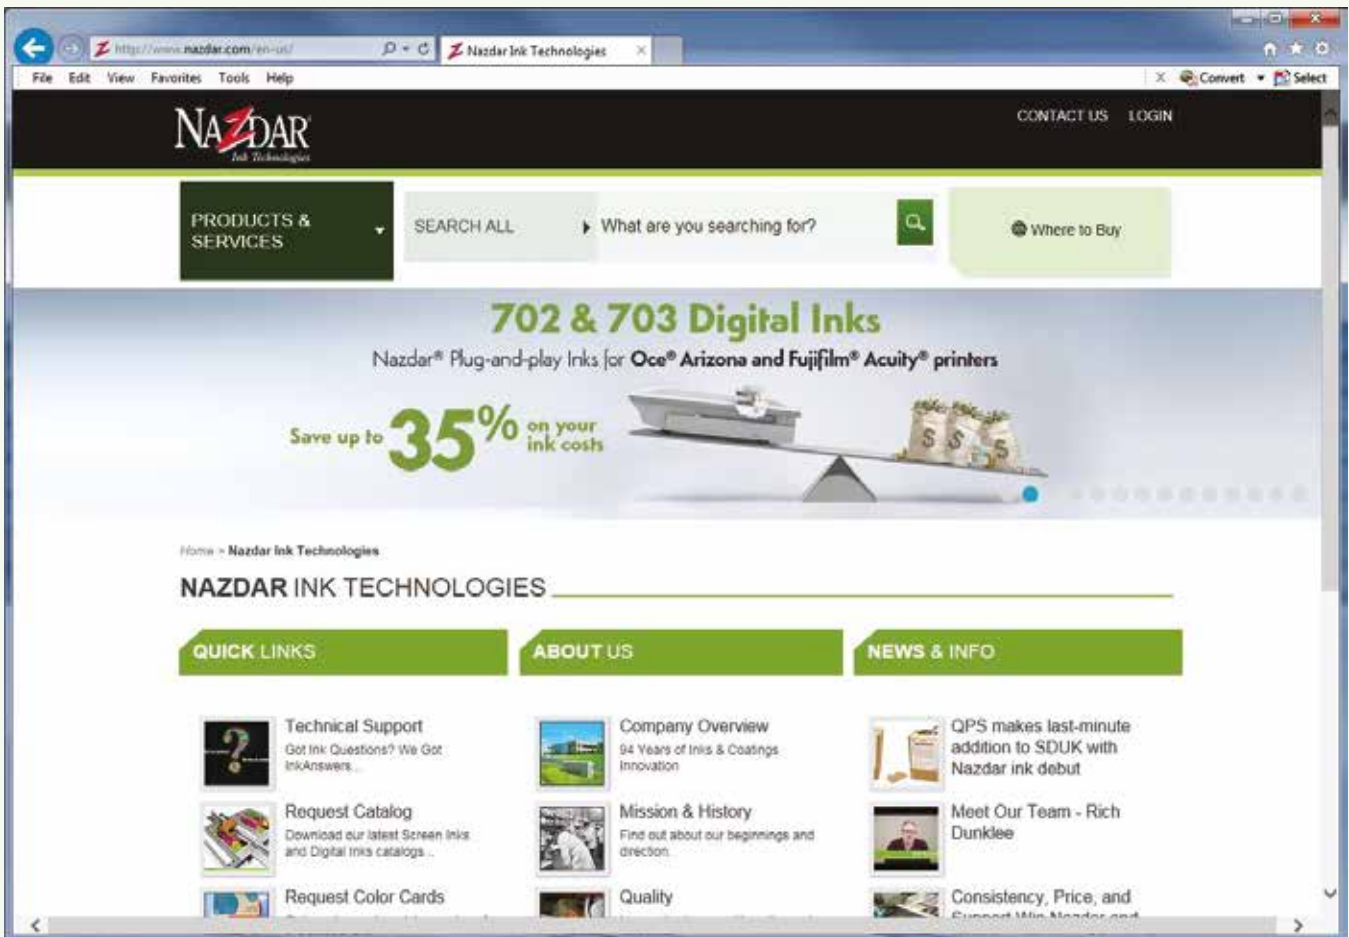 http://www.nazdar.com/en-us/
Nazdar Ink Technologies
File Edit View Favorites Tools Help
Convert Select
NAZDAR
Ink Technologies
CONTACT US LOGIN
PRODUCTS &
SERVICES
SEARCH ALL
What are you searching for?
Where to Buy
702 & 703 Digital Inks
Nazdar® Plug-and-play Inks for Oce® Arizona and Fujifilm® Acuity® printers
Save up to 35% on your
ink costs
$ $ $
Home > Nazdar Ink Technologies
NAZDAR INK TECHNOLOGIES
QUICK LINKS
Technical Support
Got Ink Questions? We Got
InkAnswers...
Request Catalog
Download our latest Screen Inks
and Digital Inks catalogs...
Request Color Cards
ABOUT US
Company Overview
94 Years of Inks & Coatings
Innovation
Mission & History
Find out about our beginnings and
direction.
Quality
NEWS & INFO
QPS makes last-minute
addition to SDUK with
Nazdar ink debut
Meet Our Team - Rich
Dunklee
Consistency, Price, and
Support Win Nazdar and